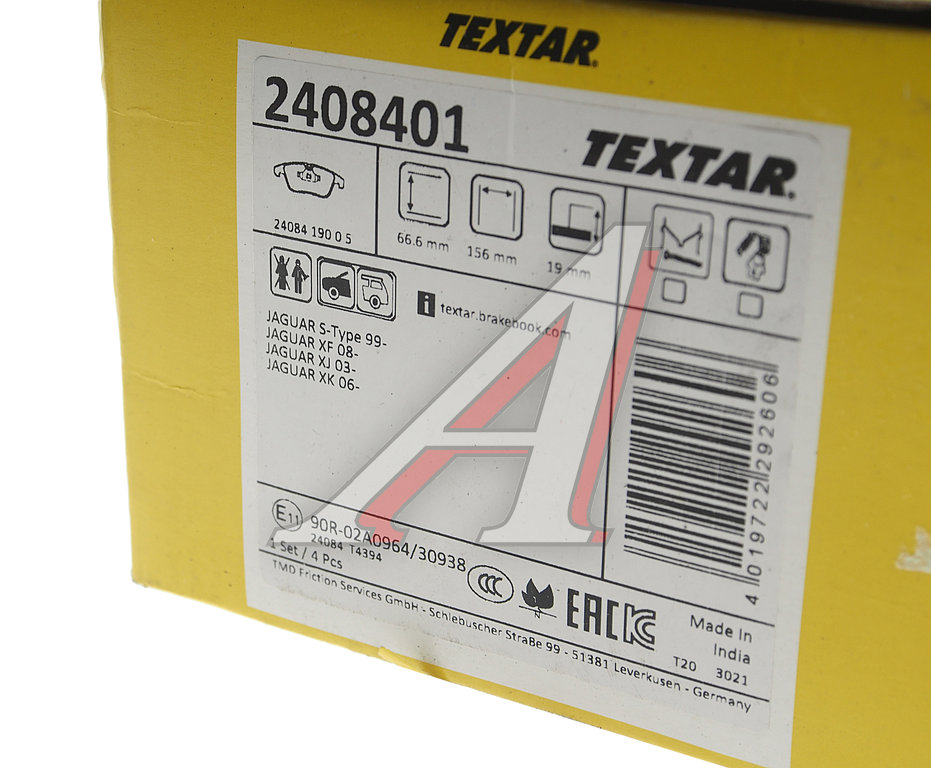 TEXTAR
2408401
TEXTAR
24084 190 0 5
66.6 mm
156 mm
19 mm
i textar.brakebook.com
JAGUAR S-Type 99-
JAGUAR XF 08-
JAGUAR XJ 03-
JAGUAR XK 06-
4 019722 292606
E11 90R-02A0964/30938
24084 T4394
1 Set / 4 Pcs
CCC
N
EAC
KC
Made In
India
T20 3021
TMD Friction Services GmbH - Schlebuscher Straße 99 - 51381 Leverkusen - Germany